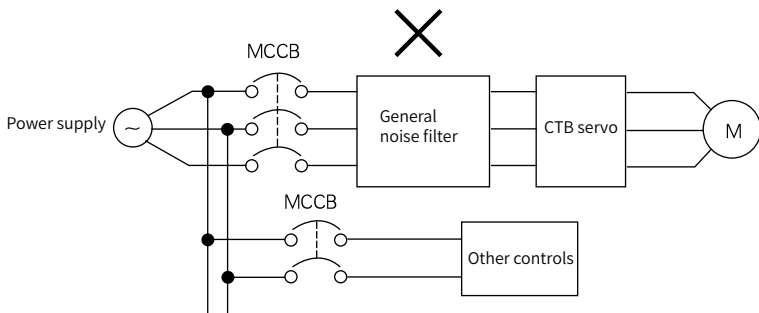 MCCB
Power supply
~
General
noise filter
CTB servo
M
MCCB
Other controls